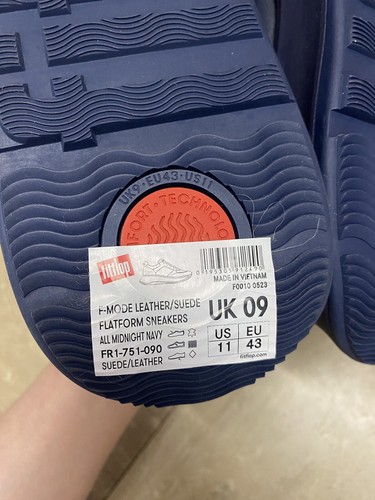 UK9·EU43·US11
FORT·TECHNOLO
fitflop
MADE IN VIETNAM
F0010 0523
F-MODE LEATHER/SUEDE
FLATFORM SNEAKERS
ALL MIDNIGHT NAVY
FR1-751-090
SUEDE/LEATHER
UK 09
US EU
11 43
fitflop.com